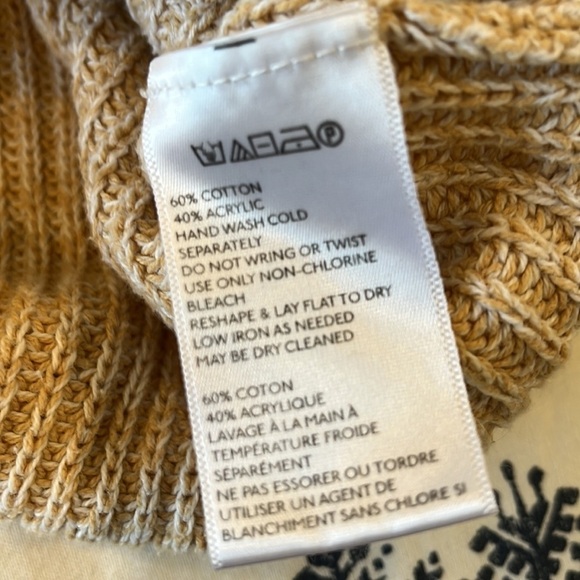 P
60% COTTON
40% ACRYLIC
HAND WASH COLD
SEPARATELY
DO NOT WRING OR TWIST
USE ONLY NON-CHLORINE
BLEACH
RESHAPE & LAY FLAT TO DRY
LOW IRON AS NEEDED
MAY BE DRY CLEANED
60% COTON
40% ACRYLIQUE
LAVAGE À LA MAIN À
TEMPÉRATURE FROIDE
SÉPARÉMENT
NE PAS ESSORER OU TORDRE
UTILISER UN AGENT DE
BLANCHIMENT SANS CHLORE SI